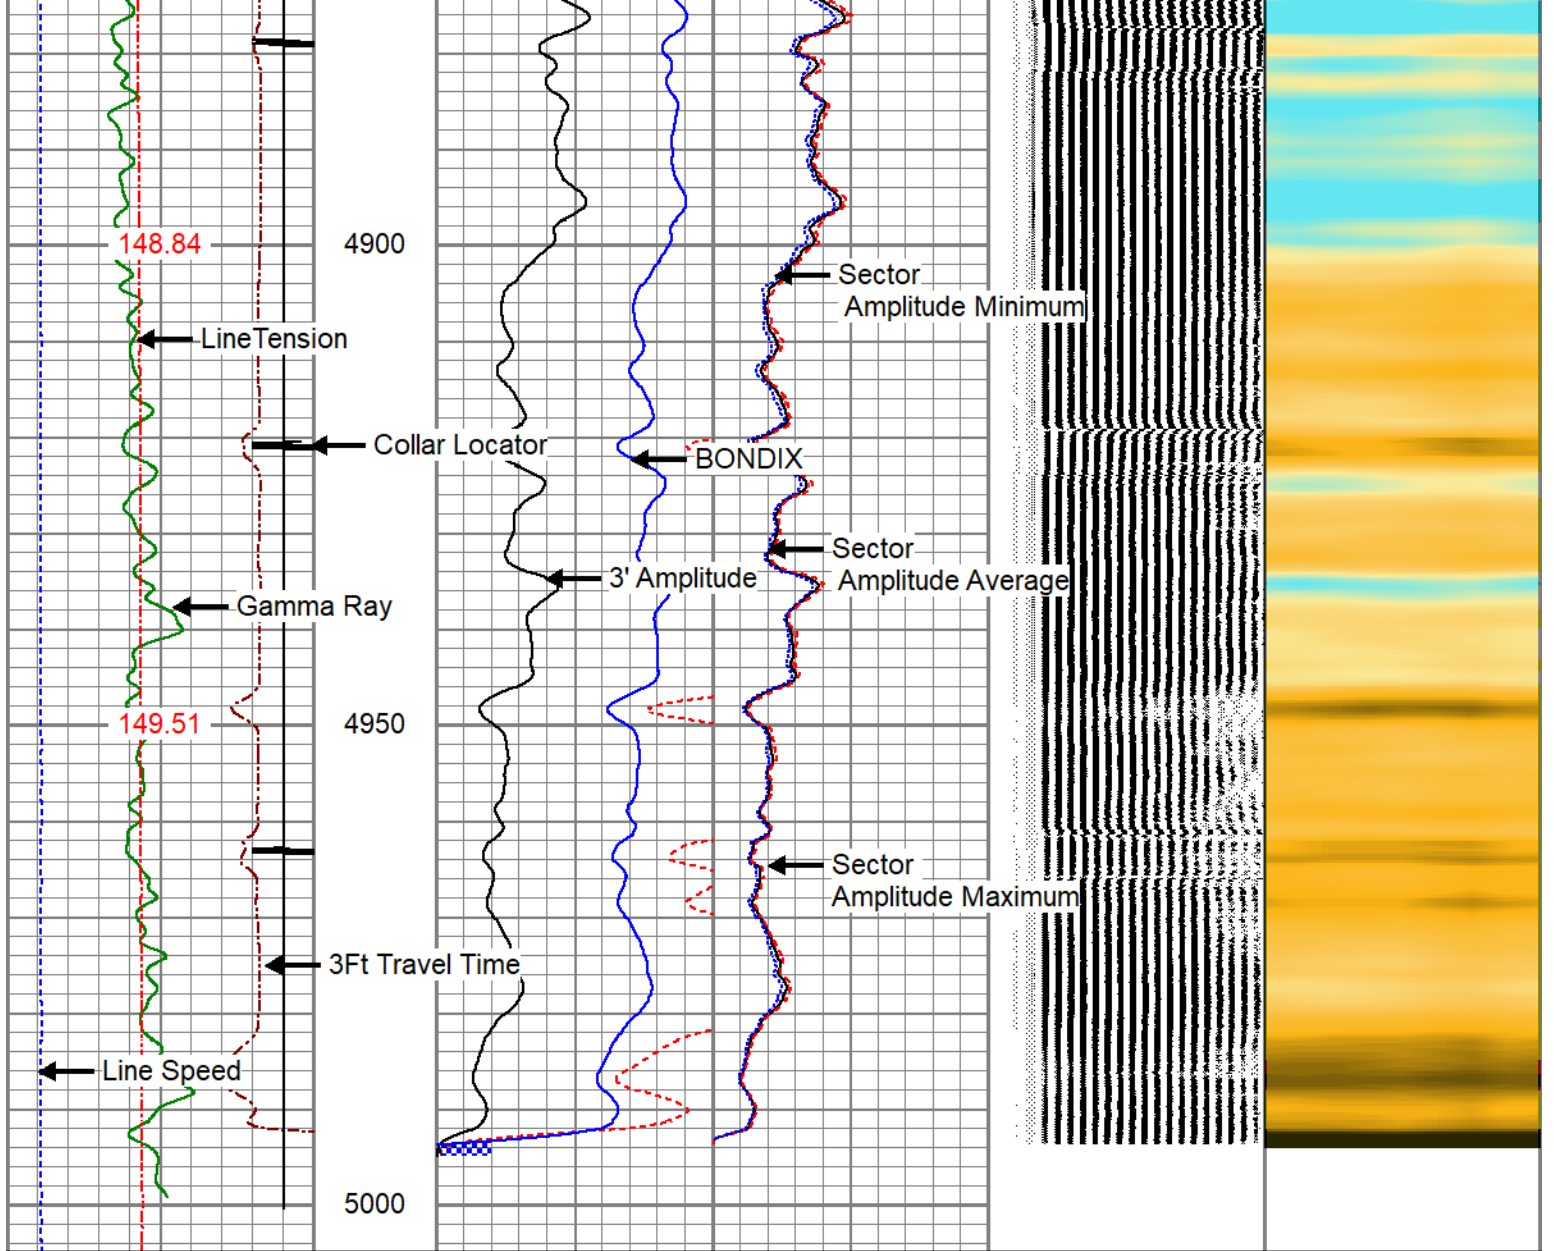 148.84
4900
Sector
Amplitude Minimum
LineTension
Collar Locator
BONDIX
Sector
Amplitude Average
3' Amplitude
Gamma Ray
149.51
4950
Sector
Amplitude Maximum
3Ft Travel Time
Line Speed
5000